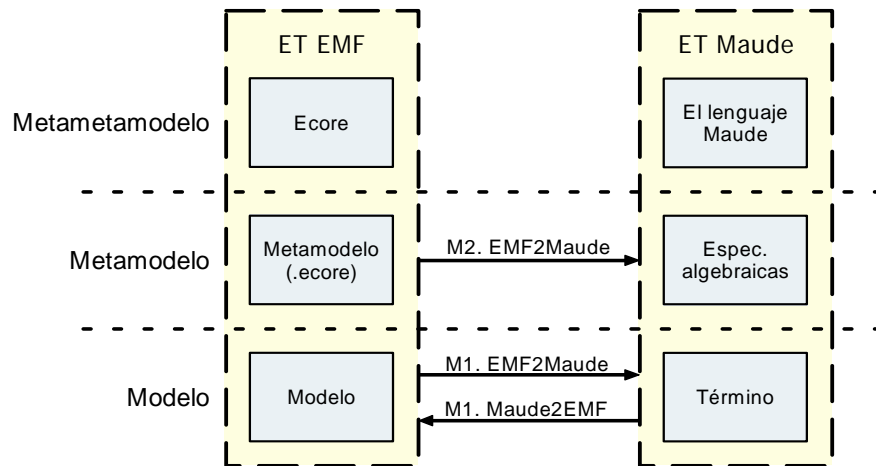 ET EMF
ET Maude
Metametamodelo
Ecore
El lenguaje
Maude
Metamodelo
Metamodelo
(.ecore)
M2. EMF2Maude
Espec.
algebraicas
Modelo
Modelo
M1. EMF2Maude
M1. Maude2EMF
Término